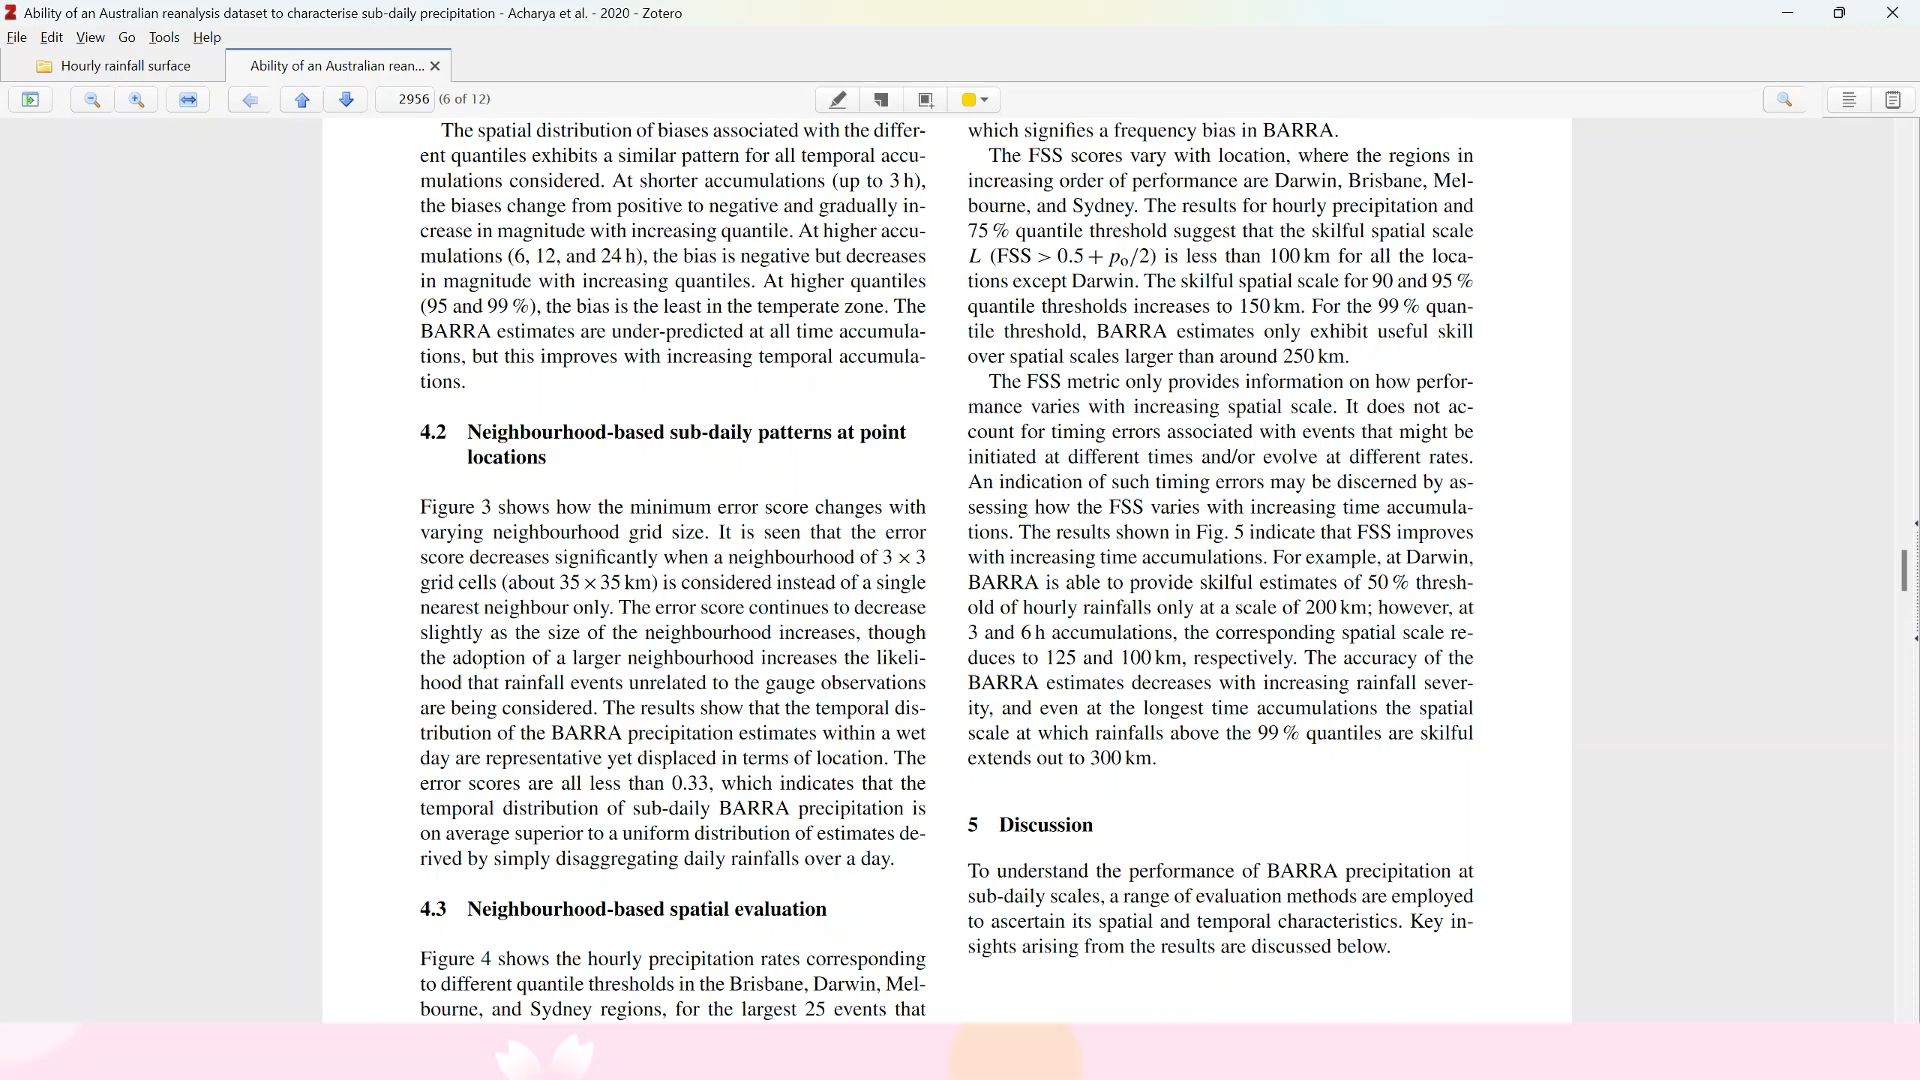 Ability of an Australian reanalysis dataset to characterise sub-daily precipitation - Acharya et al. - 2020 - Zotero
File Edit View Go Tools Help
Hourly rainfall surface
Ability of an Australian rean...
2956 (6 of 12)
The spatial distribution of biases associated with the differ-
ent quantiles exhibits a similar pattern for all temporal accu-
mulations considered. At shorter accumulations (up to 3 h),
the biases change from positive to negative and gradually in-
crease in magnitude with increasing quantile. At higher accu-
mulations (6, 12, and 24 h), the bias is negative but decreases
in magnitude with increasing quantiles. At higher quantiles
(95 and 99 %), the bias is the least in the temperate zone. The
BARRA estimates are under-predicted at all time accumula-
tions, but this improves with increasing temporal accumula-
tions.
4.2 Neighbourhood-based sub-daily patterns at point
locations
Figure 3 shows how the minimum error score changes with
varying neighbourhood grid size. It is seen that the error
score decreases significantly when a neighbourhood of 3 × 3
grid cells (about 35 × 35 km) is considered instead of a single
nearest neighbour only. The error score continues to decrease
slightly as the size of the neighbourhood increases, though
the adoption of a larger neighbourhood increases the likeli-
hood that rainfall events unrelated to the gauge observations
are being considered. The results show that the temporal dis-
tribution of the BARRA precipitation estimates within a wet
day are representative yet displaced in terms of location. The
error scores are all less than 0.33, which indicates that the
temporal distribution of sub-daily BARRA precipitation is
on average superior to a uniform distribution of estimates de-
rived by simply disaggregating daily rainfalls over a day.
4.3 Neighbourhood-based spatial evaluation
Figure 4 shows the hourly precipitation rates corresponding
to different quantile thresholds in the Brisbane, Darwin, Mel-
bourne, and Sydney regions, for the largest 25 events that
which signifies a frequency bias in BARRA.
The FSS scores vary with location, where the regions in
increasing order of performance are Darwin, Brisbane, Mel-
bourne, and Sydney. The results for hourly precipitation and
75 % quantile threshold suggest that the skilful spatial scale
L (FSS > 0.5 + pₒ/2) is less than 100 km for all the loca-
tions except Darwin. The skilful spatial scale for 90 and 95 %
quantile thresholds increases to 150 km. For the 99 % quan-
tile threshold, BARRA estimates only exhibit useful skill
over spatial scales larger than around 250 km.
The FSS metric only provides information on how perfor-
mance varies with increasing spatial scale. It does not ac-
count for timing errors associated with events that might be
initiated at different times and/or evolve at different rates.
An indication of such timing errors may be discerned by as-
sessing how the FSS varies with increasing time accumula-
tions. The results shown in Fig. 5 indicate that FSS improves
with increasing time accumulations. For example, at Darwin,
BARRA is able to provide skilful estimates of 50 % thresh-
old of hourly rainfalls only at a scale of 200 km; however, at
3 and 6 h accumulations, the corresponding spatial scale re-
duces to 125 and 100 km, respectively. The accuracy of the
BARRA estimates decreases with increasing rainfall sever-
ity, and even at the longest time accumulations the spatial
scale at which rainfalls above the 99 % quantiles are skilful
extends out to 300 km.
5 Discussion
To understand the performance of BARRA precipitation at
sub-daily scales, a range of evaluation methods are employed
to ascertain its spatial and temporal characteristics. Key in-
sights arising from the results are discussed below.